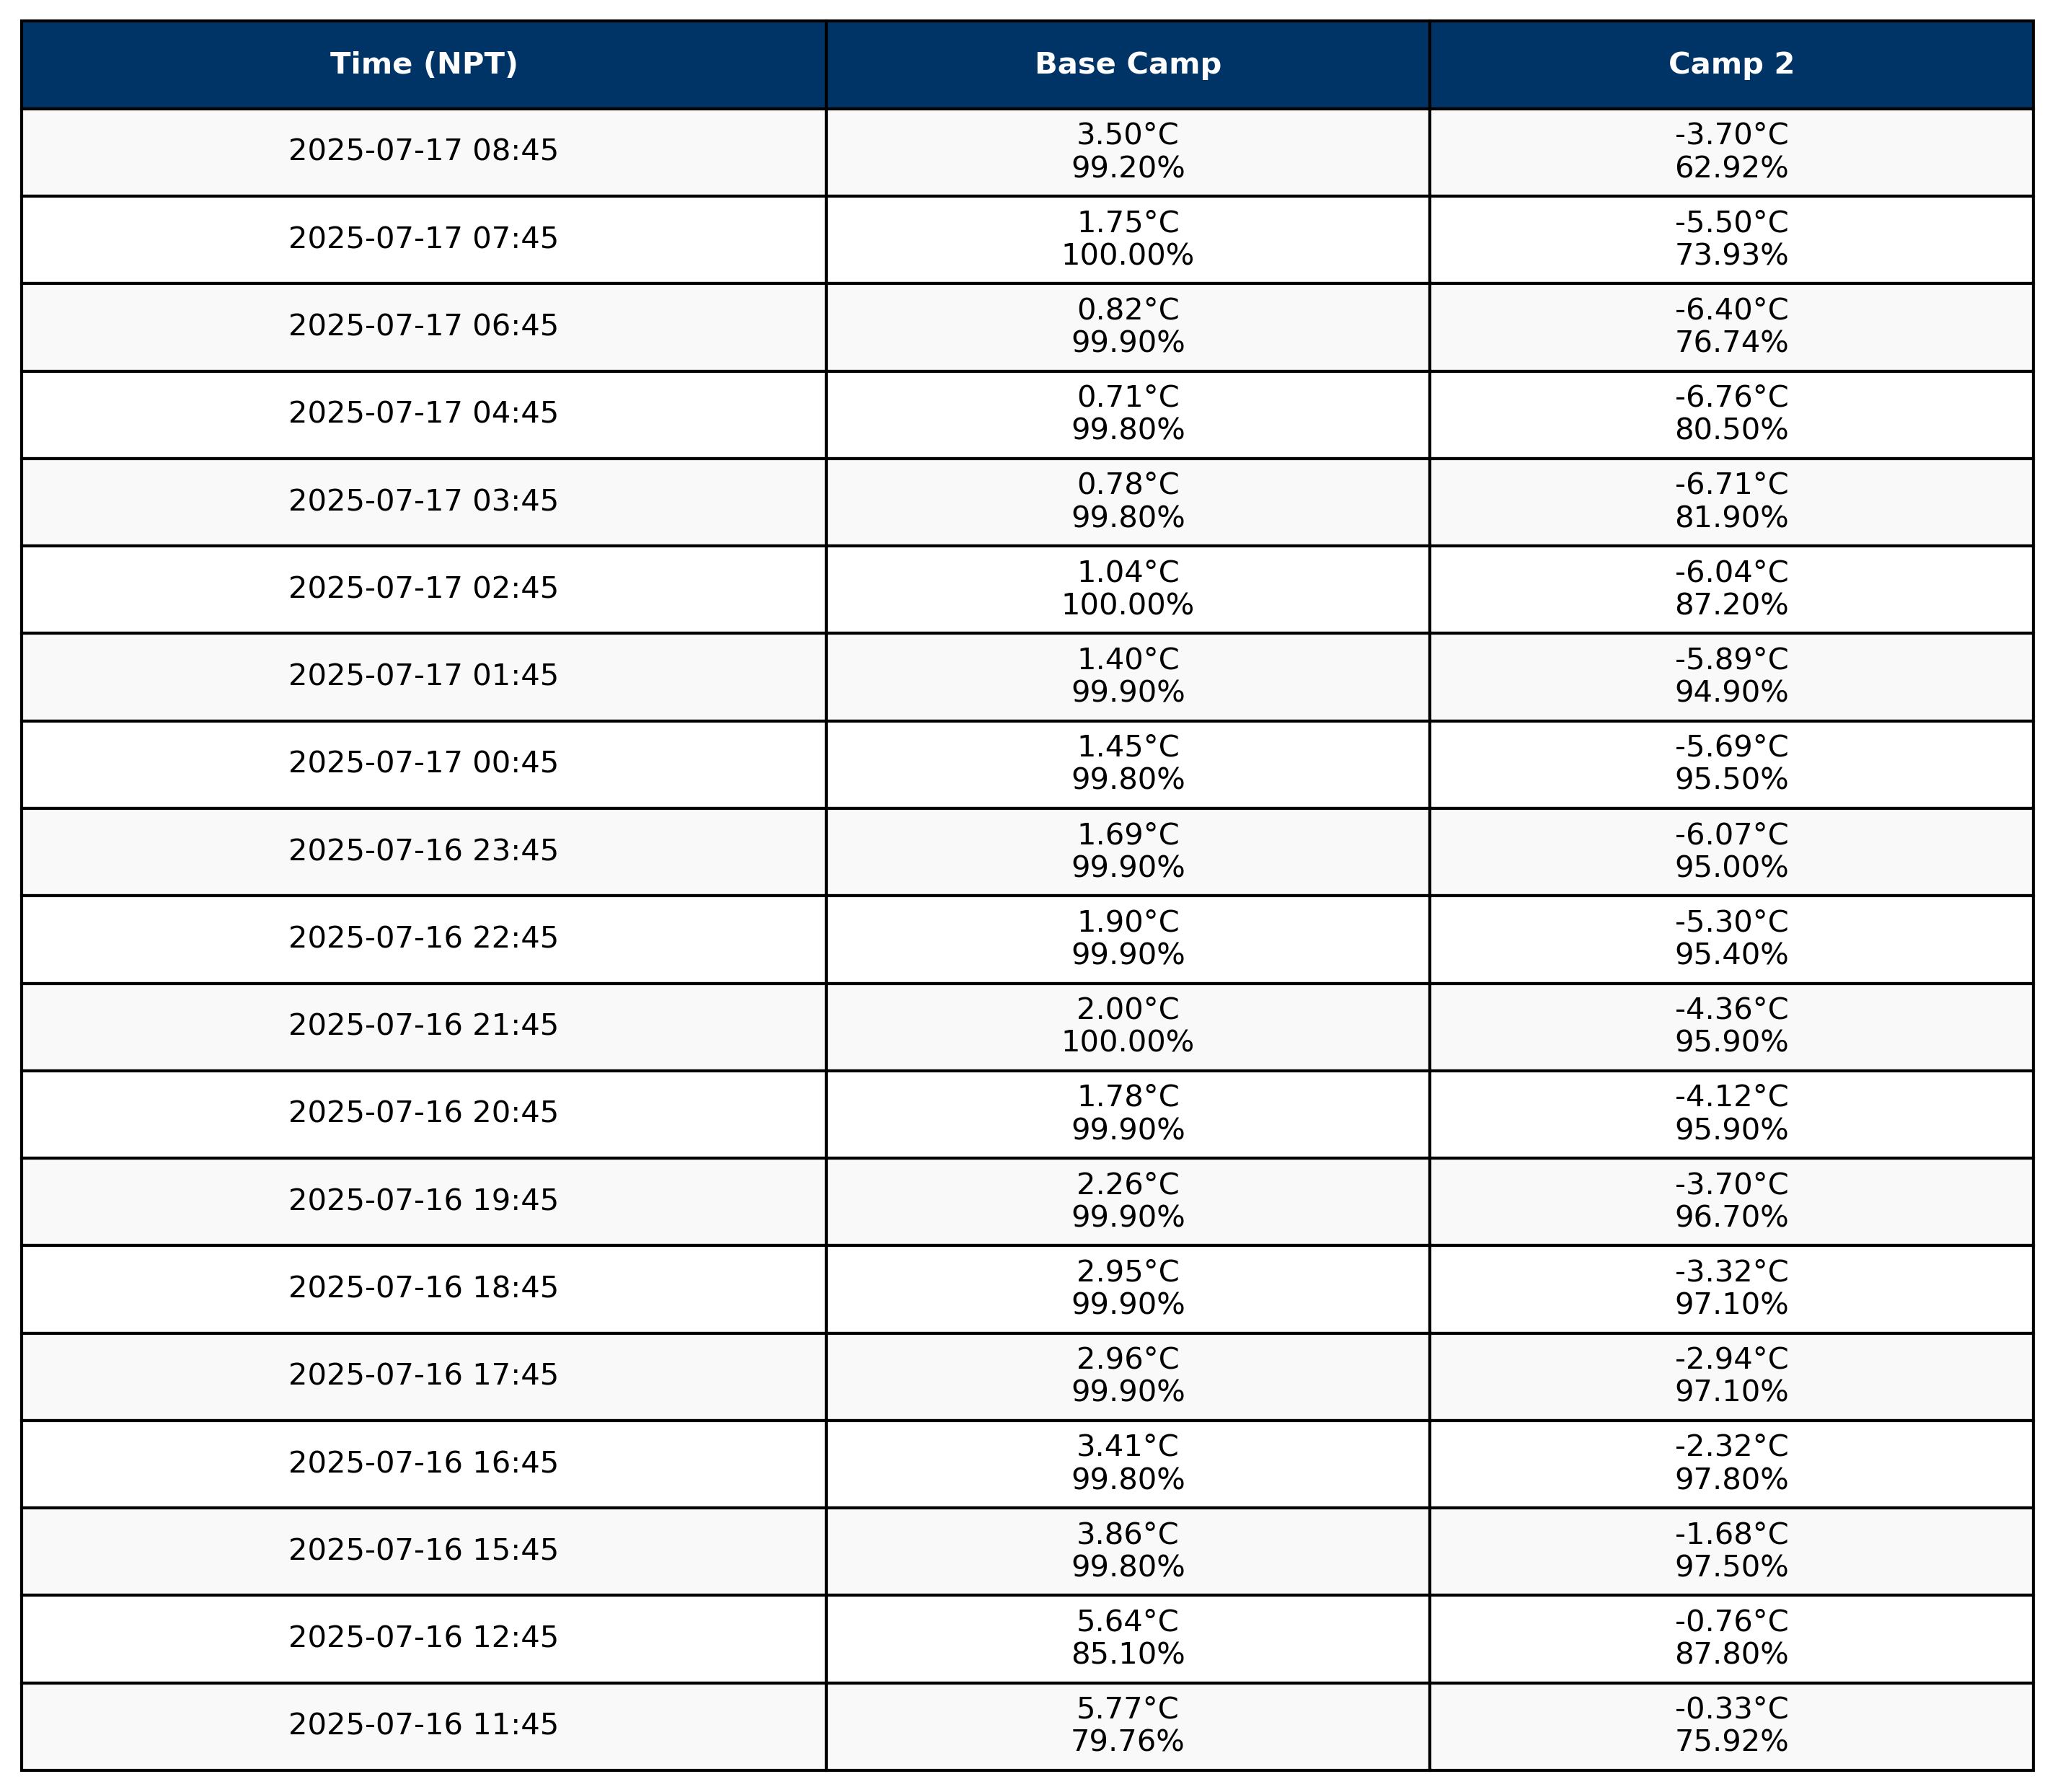 Time (NPT) Base Camp Camp 2
2025-07-17 08:45 3.50°C -3.70°C
99.20% 62.92%
2025-07-17 07:45 1.75°C -5.50°C
100.00% 73.93%
2025-07-17 06:45 0.82°C -6.40°C
99.90% 76.74%
2025-07-17 04:45 0.71°C -6.76°C
99.80% 80.50%
2025-07-17 03:45 0.78°C -6.71°C
99.80% 81.90%
2025-07-17 02:45 1.04°C -6.04°C
100.00% 87.20%
2025-07-17 01:45 1.40°C -5.89°C
99.90% 94.90%
2025-07-17 00:45 1.45°C -5.69°C
99.80% 95.50%
2025-07-16 23:45 1.69°C -6.07°C
99.90% 95.00%
2025-07-16 22:45 1.90°C -5.30°C
99.90% 95.40%
2025-07-16 21:45 2.00°C -4.36°C
100.00% 95.90%
2025-07-16 20:45 1.78°C -4.12°C
99.90% 95.90%
2025-07-16 19:45 2.26°C -3.70°C
99.90% 96.70%
2025-07-16 18:45 2.95°C -3.32°C
99.90% 97.10%
2025-07-16 17:45 2.96°C -2.94°C
99.90% 97.10%
2025-07-16 16:45 3.41°C -2.32°C
99.80% 97.80%
2025-07-16 15:45 3.86°C -1.68°C
99.80% 97.50%
2025-07-16 12:45 5.64°C -0.76°C
85.10% 87.80%
2025-07-16 11:45 5.77°C -0.33°C
79.76% 75.92%